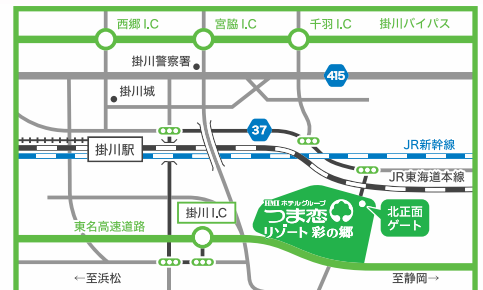 西郷 I.C
宮脇 I.C
千羽 I.C
掛川バイパス
掛川警察署
415
掛川城
37
掛川駅
JR新幹線
JR東海道本線
HMI ホテルグループ
つま恋
リゾート 彩の郷
北正面
ゲート
掛川 I.C
東名高速道路
←至浜松
至静岡→